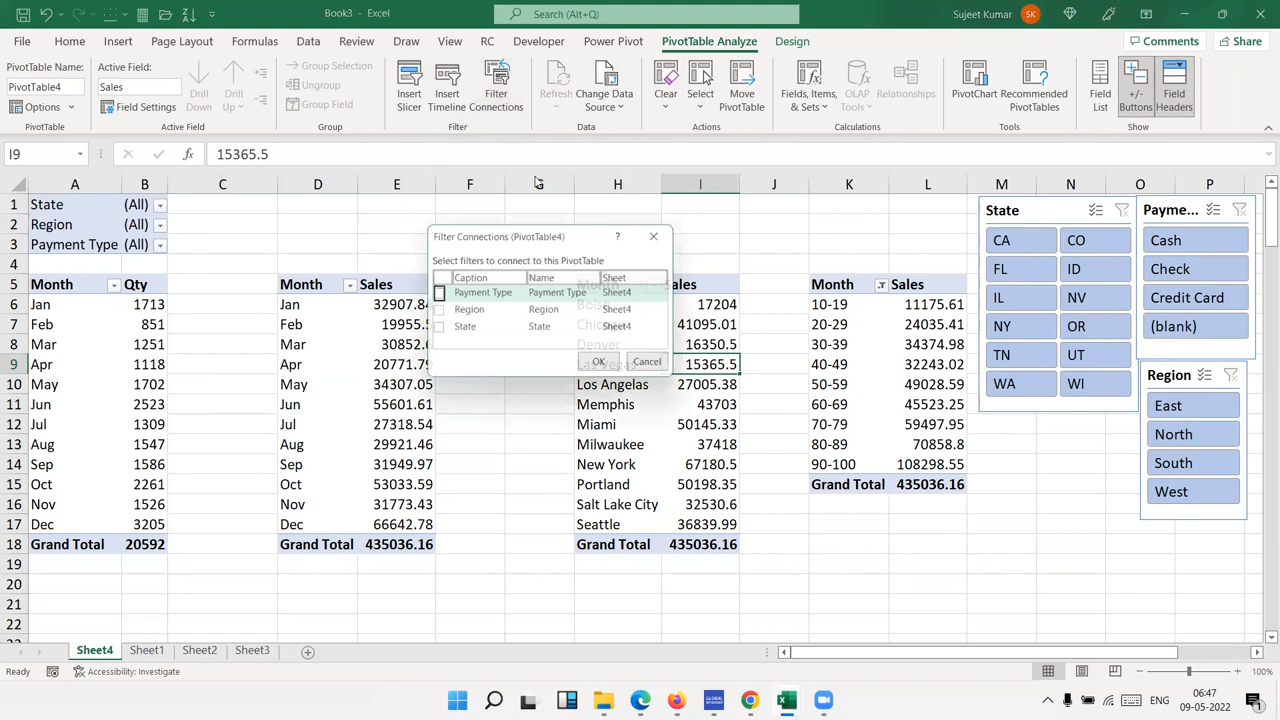 Book3 - Excel
Search (Alt+Q)
Sujeet Kumar SK
File Home Insert Page Layout Formulas Data Review Draw View RC Developer Power Pivot PivotTable Analyze Design Comments Share
PivotTable Name:
PivotTable4
Options
PivotTable
Active Field:
Sales
Field Settings
Drill Down
Drill Up
Active Field
Group Selection
Ungroup
Group Field
Group
Insert Slicer
Insert Timeline
Filter Connections
Filter
Refresh
Change Data Source
Data
Clear
Select
Move PivotTable
Actions
Fields, Items, & Sets
OLAP Tools
Relationships
Calculations
PivotChart
Recommended PivotTables
Tools
Field List
+/- Buttons
Field Headers
Show
I9 fx 15365.5
A B C D E F G H I J K L M N O P
1 State (All)
2 Region (All)
3 Payment Type (All)
4
5 Month Qty Month Sales Month Sales Month Sales
6 Jan 1713 Jan 32907.84 Boise 17204 10-19 11175.61
7 Feb 851 Feb 19955.5 Chic 41095.01 20-29 24035.41
8 Mar 1251 Mar 30852.6 Denver 16350.5 30-39 34374.98
9 Apr 1118 Apr 20771.79 Las Vegas 15365.5 40-49 32243.02
10 May 1702 May 34307.05 Los Angelas 27005.38 50-59 49028.59
11 Jun 2523 Jun 55601.61 Memphis 43703 60-69 45523.25
12 Jul 1309 Jul 27318.54 Miami 50145.33 70-79 59497.95
13 Aug 1547 Aug 29921.46 Milwaukee 37418 80-89 70858.8
14 Sep 1586 Sep 31949.97 New York 67180.5 90-100 108298.55
15 Oct 2261 Oct 53033.59 Portland 50198.35 Grand Total 435036.16
16 Nov 1526 Nov 31773.43 Salt Lake City 32530.6
17 Dec 3205 Dec 66642.78 Seattle 36839.99
18 Grand Total 20592 Grand Total 435036.16 Grand Total 435036.16
19
20
21
22
Filter Connections (PivotTable4) ?
Select filters to connect to this PivotTable
Caption Name Sheet
Payment Type Payment Type Sheet4
Region Region Sheet4
State State Sheet4
OK Cancel
State
CA CO
FL ID
IL NV
NY OR
TN UT
WA WI
Payme...
Cash
Check
Credit Card
(blank)
Region
East
North
South
West
Sheet4 Sheet1 Sheet2 Sheet3
Ready Accessibility: Investigate 100%
ENG
06:47
09-05-2022